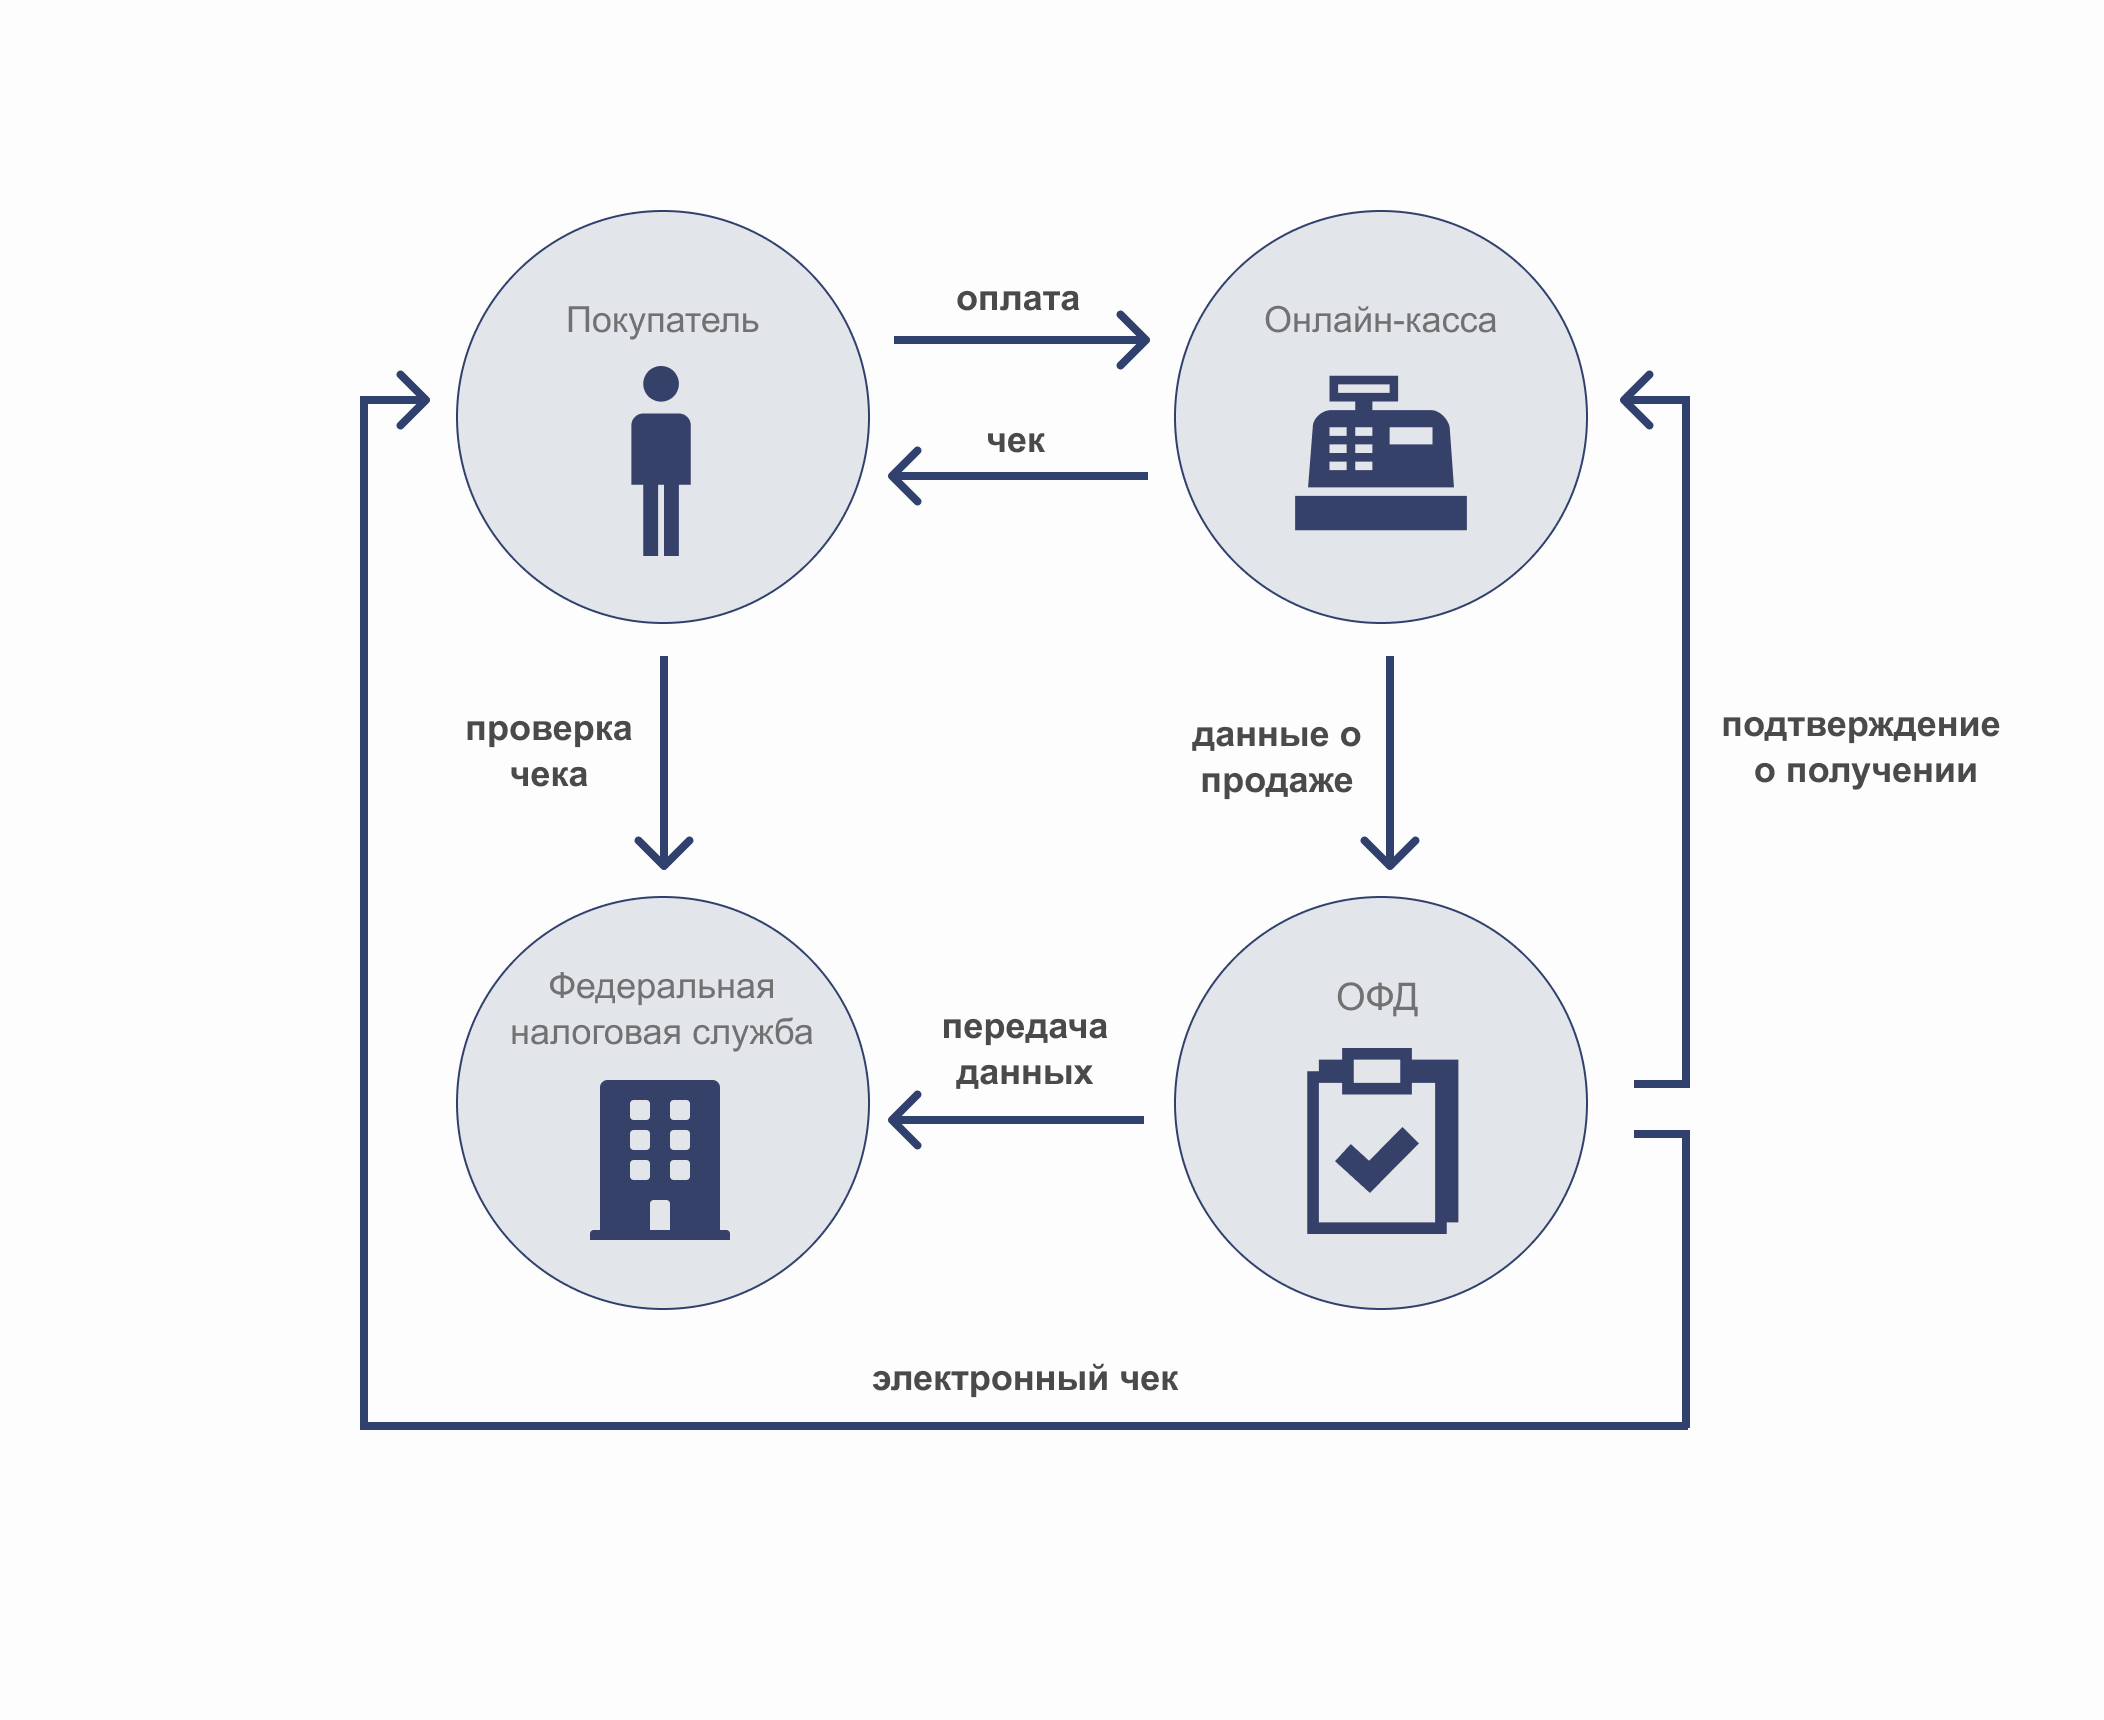 Покупатель
оплата
Онлайн-касса
чек
проверка
чека
данные о
продаже
подтверждение
о получении
Федеральная
налоговая служба
передача
данных
ОФД
электронный чек